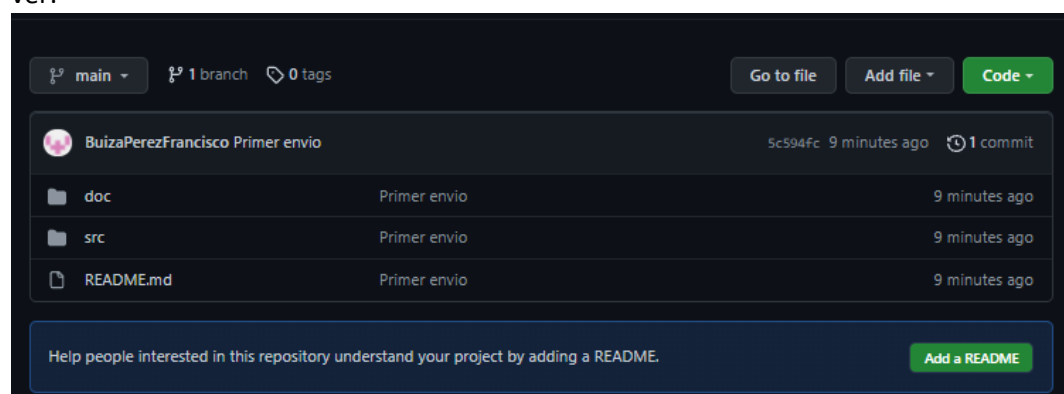 ver.
main 1 branch 0 tags Go to file Add file Code
BuizaPerezFrancisco Primer envio 5c594fc 9 minutes ago 1 commit
doc Primer envio 9 minutes ago
src Primer envio 9 minutes ago
README.md Primer envio 9 minutes ago
Help people interested in this repository understand your project by adding a README. Add a README